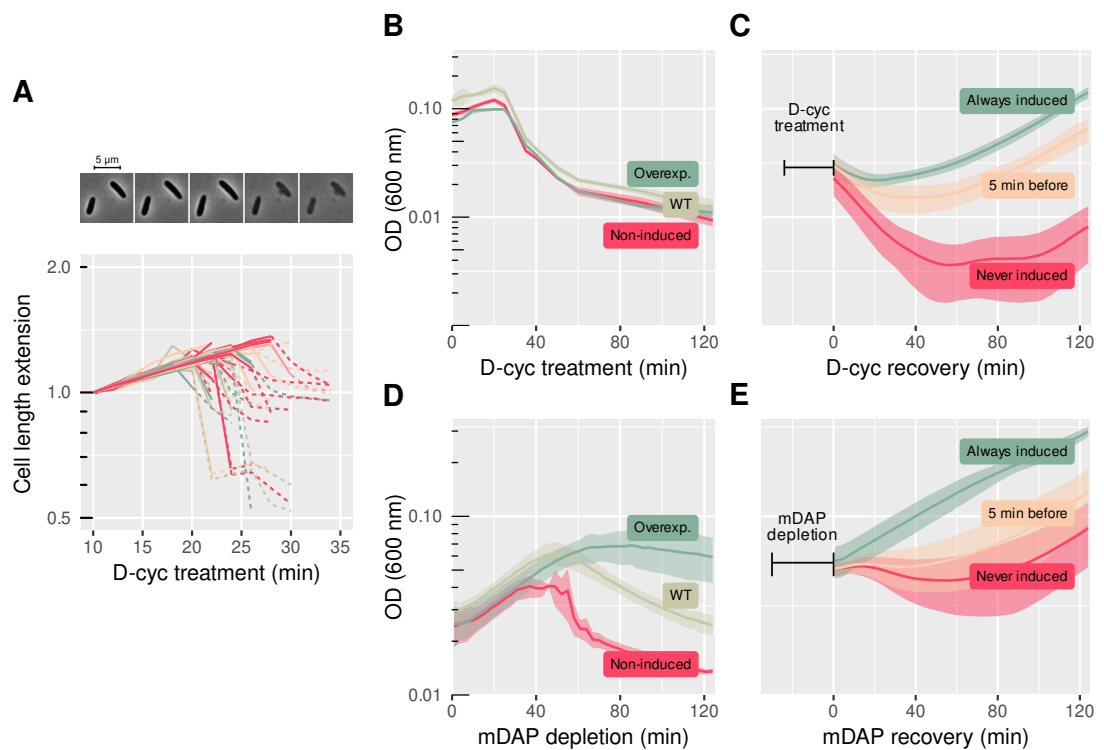 A
5 µm
2.0
1.0
0.5
Cell length extension
10 15 20 25 30 35
D-cyc treatment (min)
B
0.10
0.01
OD (600 nm)
Overexp.
WT
Non-induced
0 40 80 120
D-cyc treatment (min)
C
D-cyc
treatment
Always induced
5 min before
Never induced
0 40 80 120
D-cyc recovery (min)
D
0.10
0.01
OD (600 nm)
Overexp.
WT
Non-induced
0 40 80 120
mDAP depletion (min)
E
mDAP
depletion
Always induced
5 min before
Never induced
0 40 80 120
mDAP recovery (min)